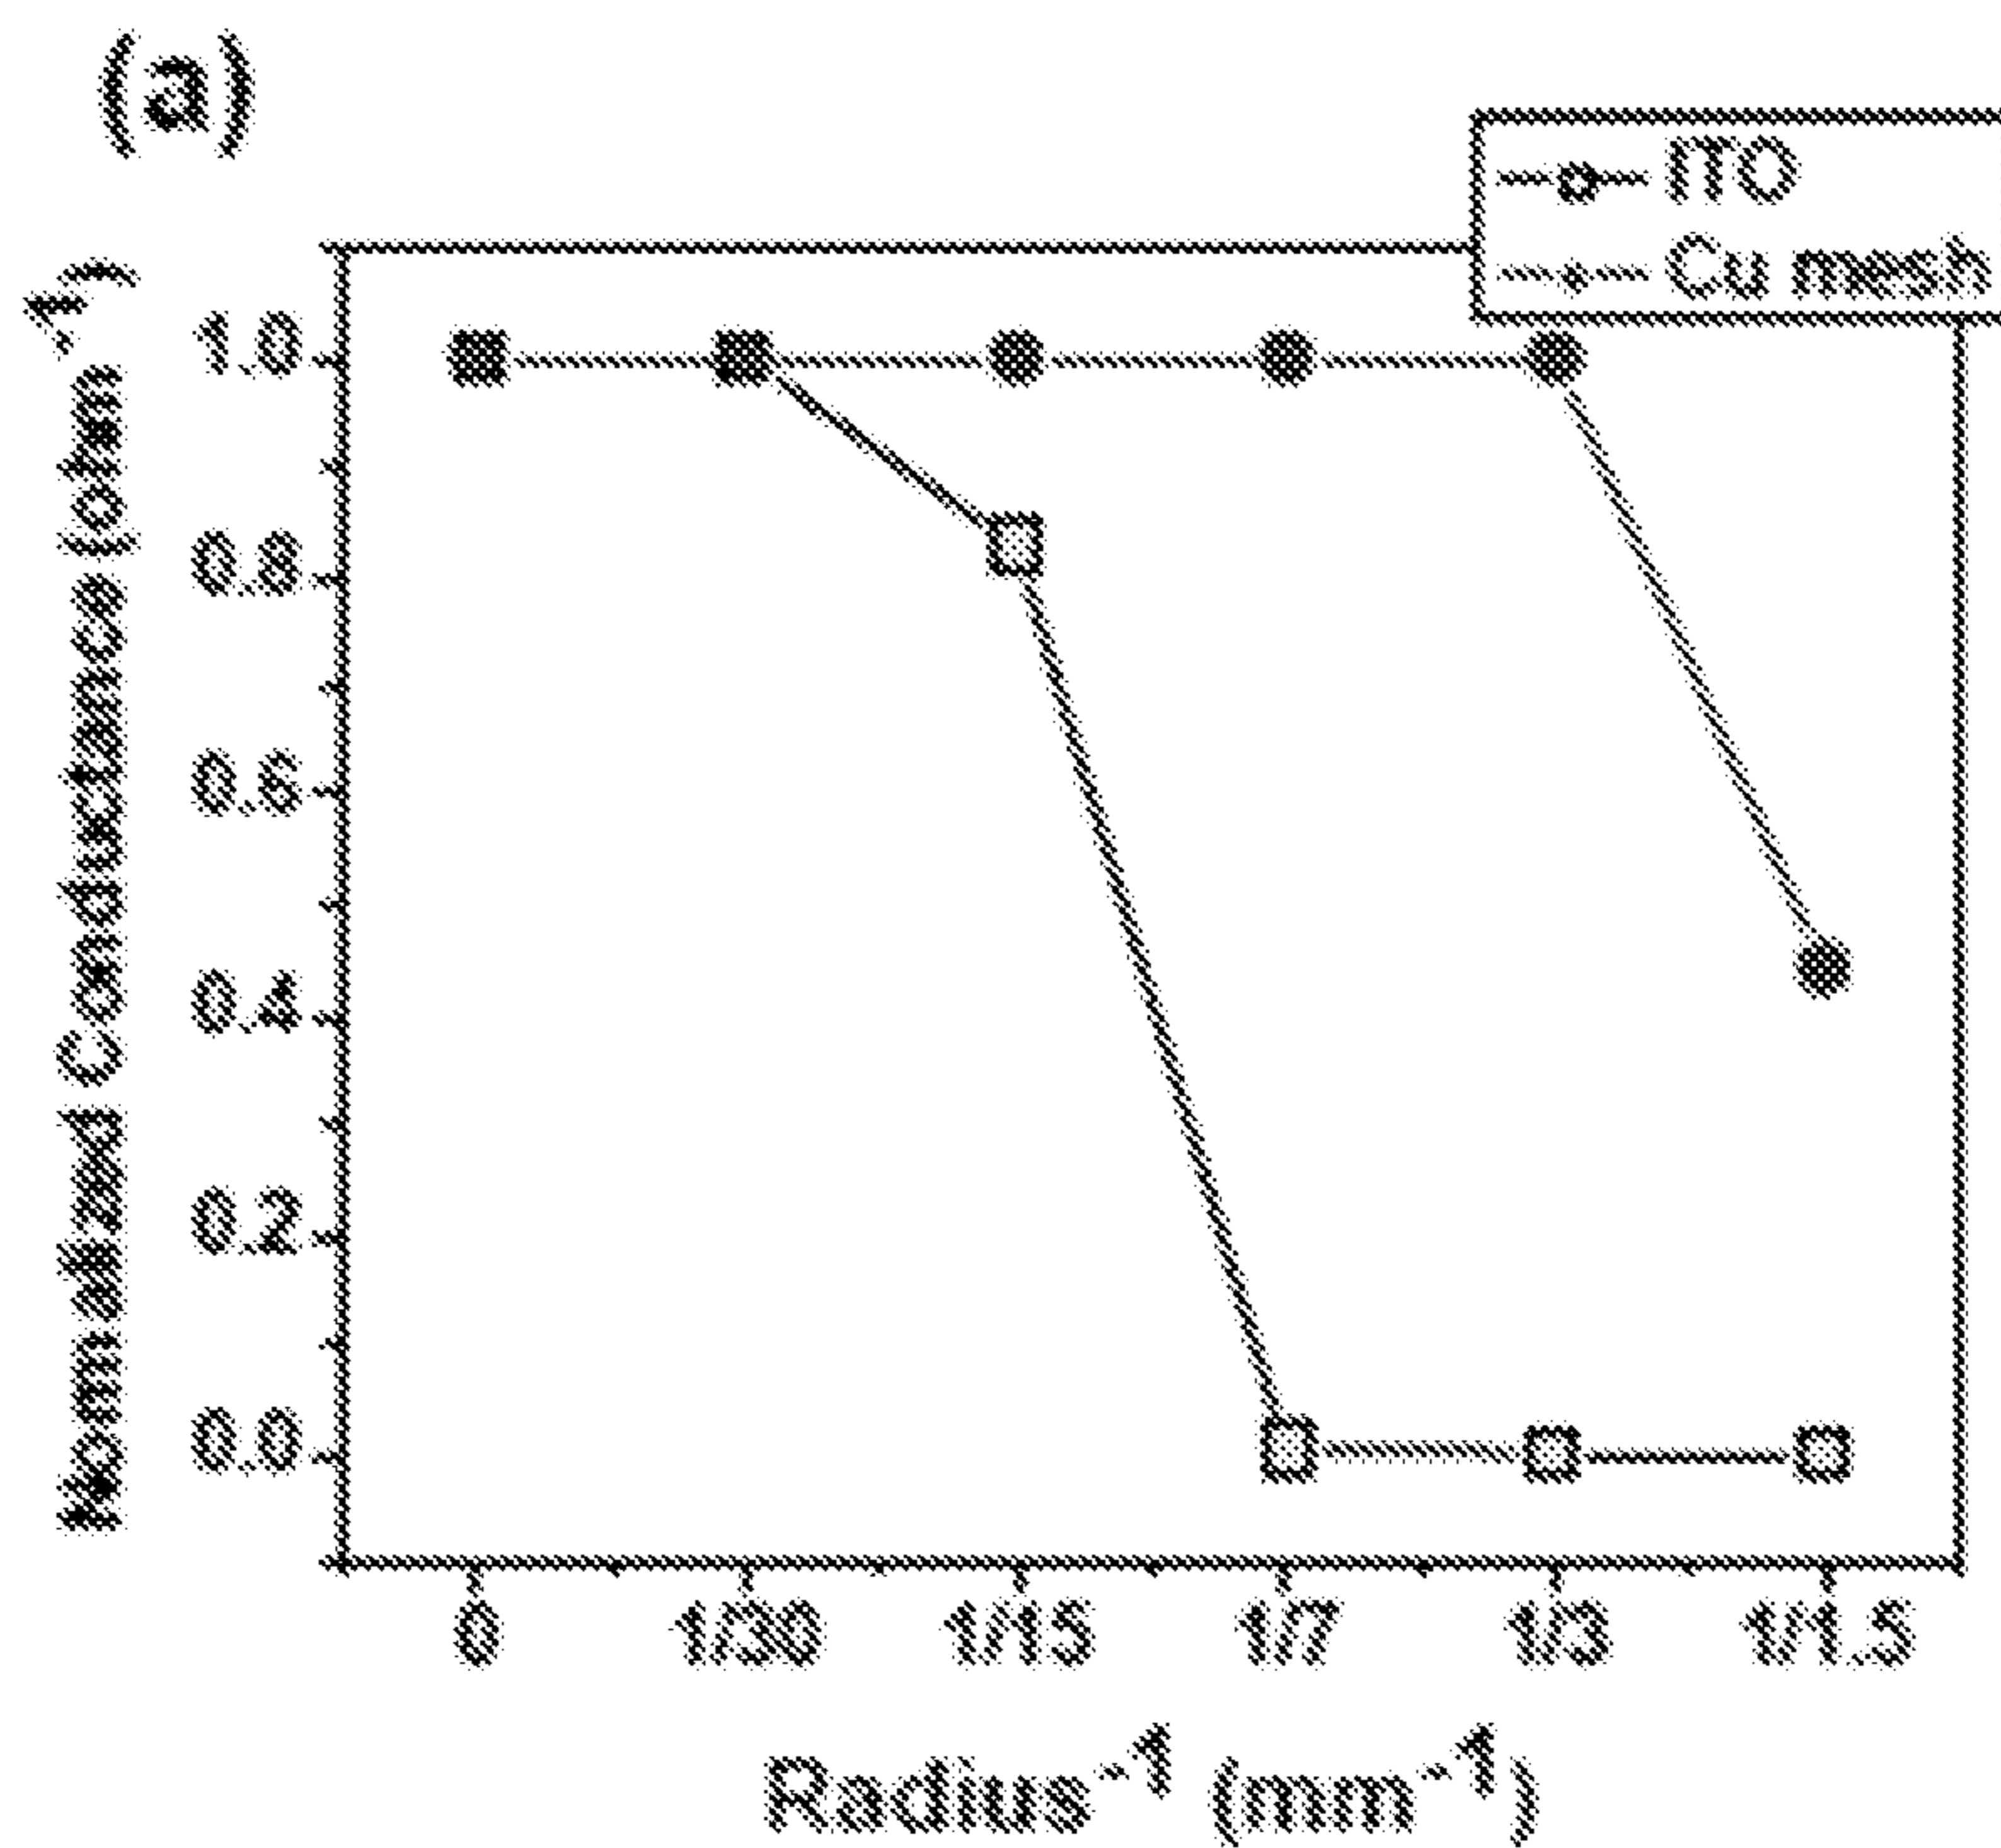 (a)
ITO
Cu mesh
Normalized Conductance (ohm⁻¹)
1.0
0.8
0.6
0.4
0.2
0.0
0 1/30 1/15 1/7 1/3 1/1.5
Radius⁻¹ (mm⁻¹)